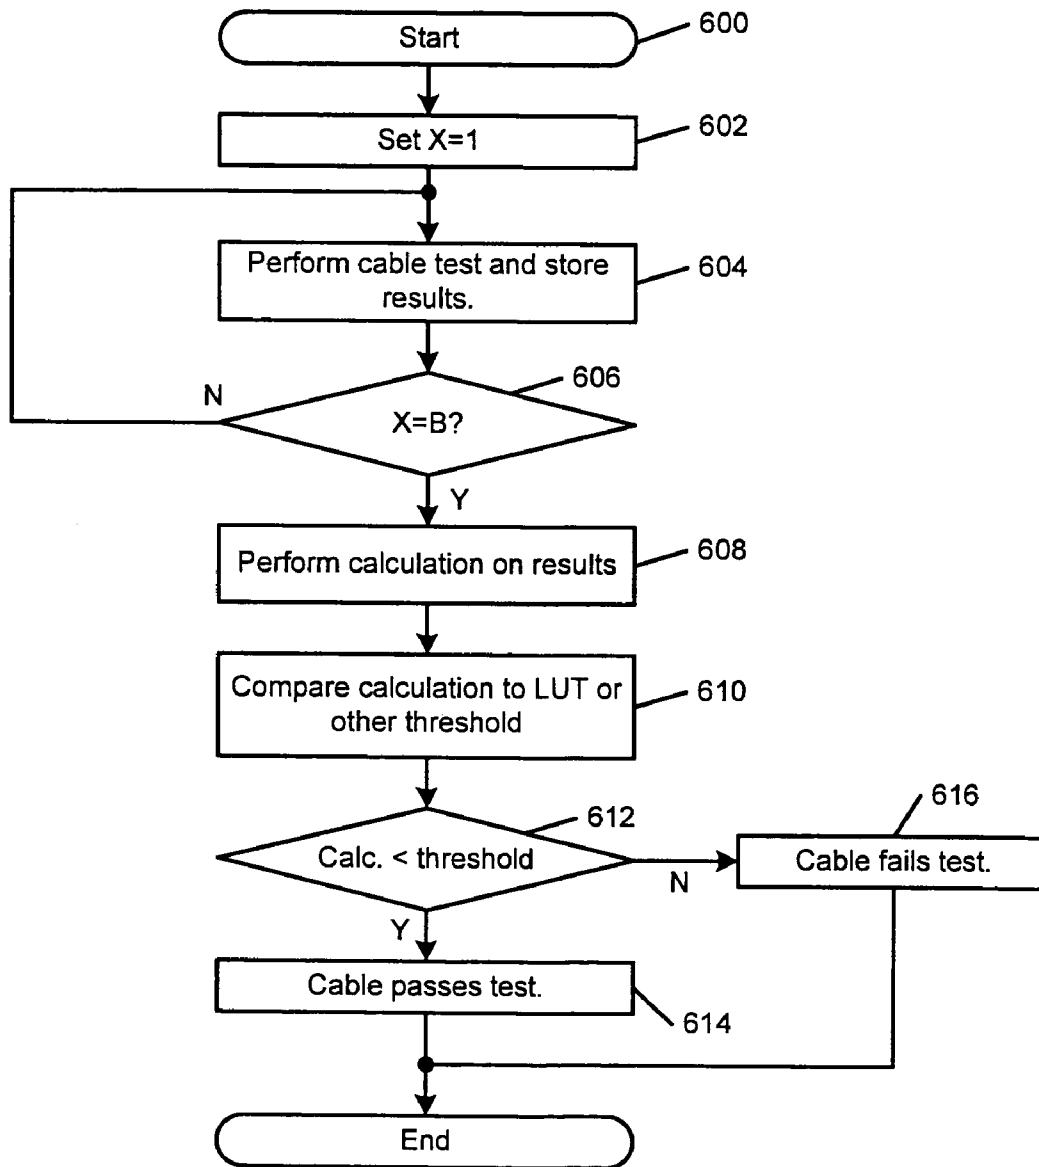 Start
600
Set X=1
602
Perform cable test and store
results.
604
606
N
X=B?
Y
Perform calculation on results
608
Compare calculation to LUT or
other threshold
610
612
616
Calc. < threshold
N
Cable fails test.
Y
Cable passes test.
614
End